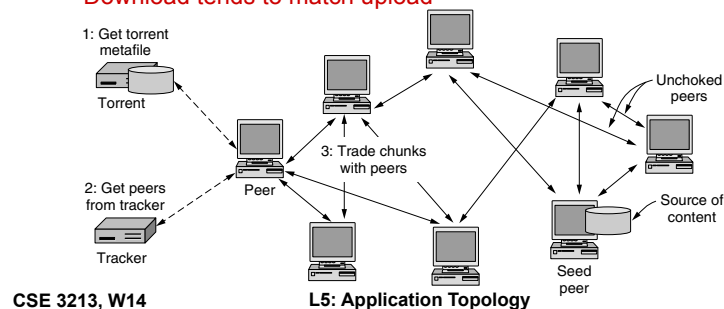 Download tends to match upload
1: Get torrent
metafile
Torrent
Unchoked
peers
3: Trade chunks
with peers
Peer
2: Get peers
from tracker
Source of
content
Tracker
Seed
peer
CSE 3213, W14
L5: Application Topology